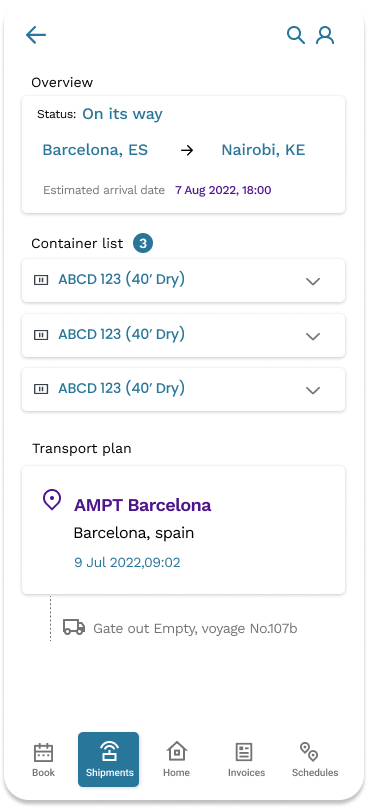 Overview
Status: On its way
Barcelona, ES → Nairobi, KE
Estimated arrival date 7 Aug 2022, 18:00
Container list 3
ABCD 123 (40’ Dry)
ABCD 123 (40’ Dry)
ABCD 123 (40’ Dry)
Transport plan
AMPT Barcelona
Barcelona, spain
9 Jul 2022,09:02
Gate out Empty, voyage No.107b
Book Shipments Home Invoices Schedules